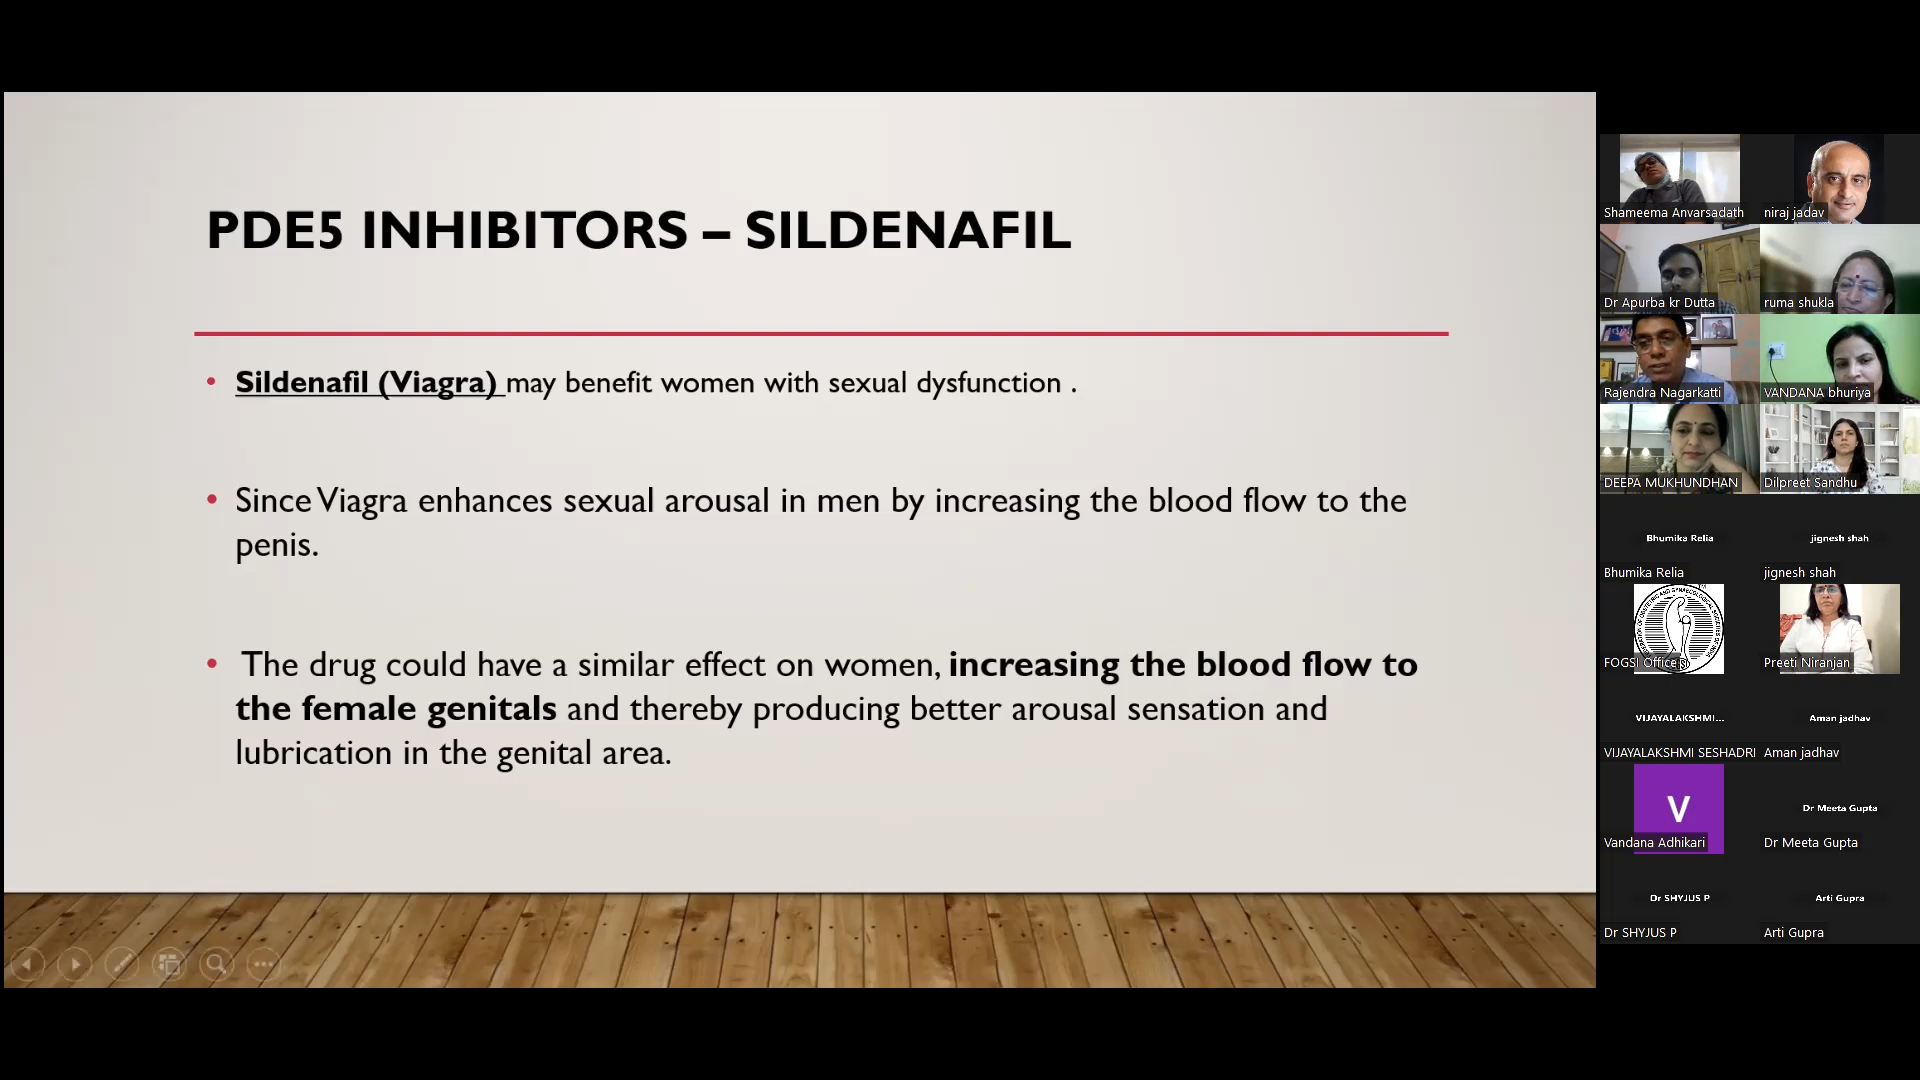 PDE5 INHIBITORS – SILDENAFIL
• Sildenafil (Viagra) may benefit women with sexual dysfunction .
• Since Viagra enhances sexual arousal in men by increasing the blood flow to the
penis.
• The drug could have a similar effect on women, increasing the blood flow to
the female genitals and thereby producing better arousal sensation and
lubrication in the genital area.
Shameema Anvarsadath
niraj jadav
Dr Apurba kr Dutta
ruma shukla
Rajendra Nagarkatti
VANDANA bhuriya
DEEPA MUKHUNDHAN
Dilpreet Sandhu
Bhumika Relia
jignesh shah
Bhumika Relia
jignesh shah
FOGSI Office
Preeti Niranjan
VIJAYALAKSHMI...
Aman jadhav
VIJAYALAKSHMI SESHADRI
Aman jadhav
V
Dr Meeta Gupta
Vandana Adhikari
Dr Meeta Gupta
Dr SHYJUS P
Arti Gupra
Dr SHYJUS P
Arti Gupra